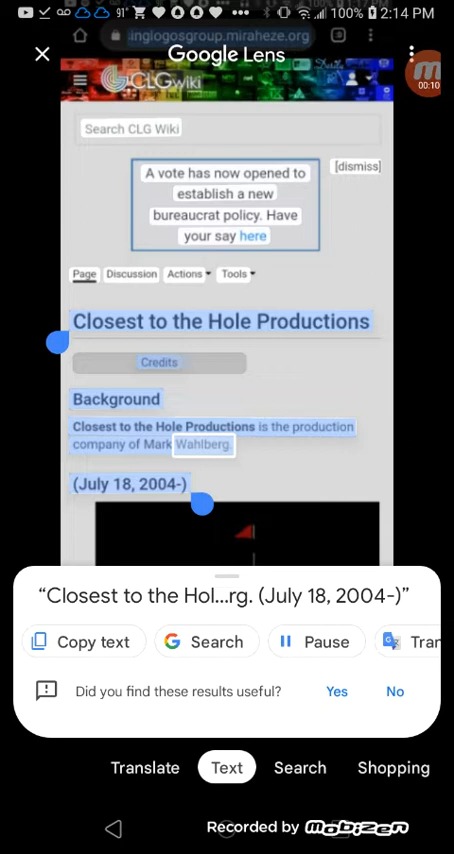 91° 100% 2:14 PM
inglogosgroup.miraheze.org
Google Lens
CLGwiki
00:10
Search CLG Wiki
A vote has now opened to
establish a new
bureaucrat policy. Have
your say here
[dismiss]
Page Discussion Actions Tools
Closest to the Hole Productions
Credits
Background
Closest to the Hole Productions is the production
company of Mark Wahlberg.
(July 18, 2004-)
“Closest to the Hol...rg. (July 18, 2004-)”
Copy text Search Pause Tran
Did you find these results useful? Yes No
Translate Text Search Shopping
Recorded by mobizen